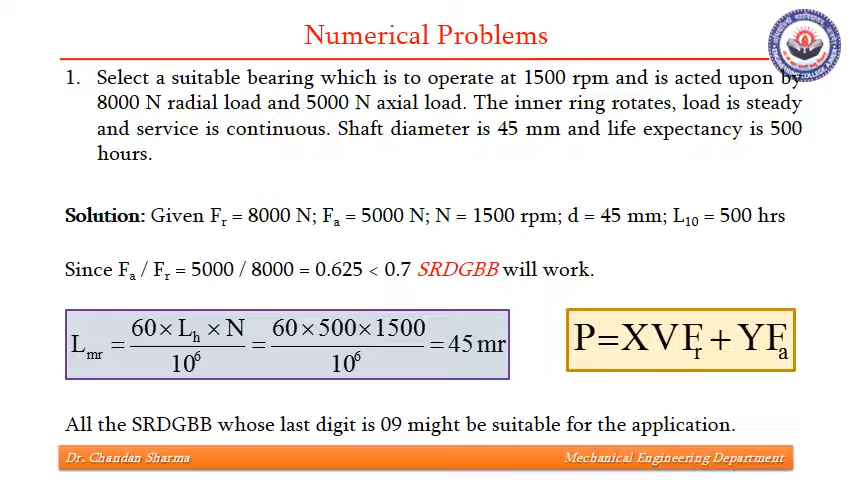 Numerical Problems
1. Select a suitable bearing which is to operate at 1500 rpm and is acted upon by
8000 N radial load and 5000 N axial load. The inner ring rotates, load is steady
and service is continuous. Shaft diameter is 45 mm and life expectancy is 500
hours.
Solution: Given Fr = 8000 N; Fa = 5000 N; N = 1500 rpm; d = 45 mm; L10 = 500 hrs
Since Fa / Fr = 5000 / 8000 = 0.625 < 0.7 SRDGBB will work.
Lmr = 60 × Lh × N / 10^6 = 60 × 500 × 1500 / 10^6 = 45 mr
P = XVFr + YFa
All the SRDGBB whose last digit is 09 might be suitable for the application.
Dr. Chandan Sharma
Mechanical Engineering Department